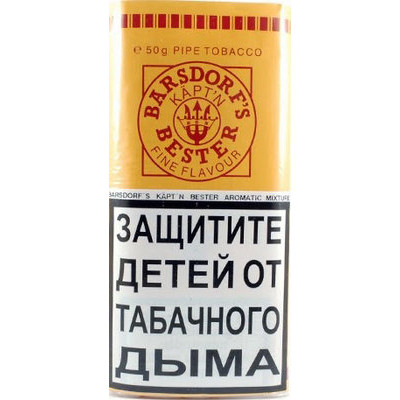 ℮ 50g PIPE TOBACCO
BARSDORF'S
KÄPT'N
BESTER
FINE FLAVOUR
BARSDORF'S KÄPT'N BESTER AROMATIC MIXTURE
ЗАЩИТИТЕ
ДЕТЕЙ ОТ
ТАБАЧНОГО
ДЫМА